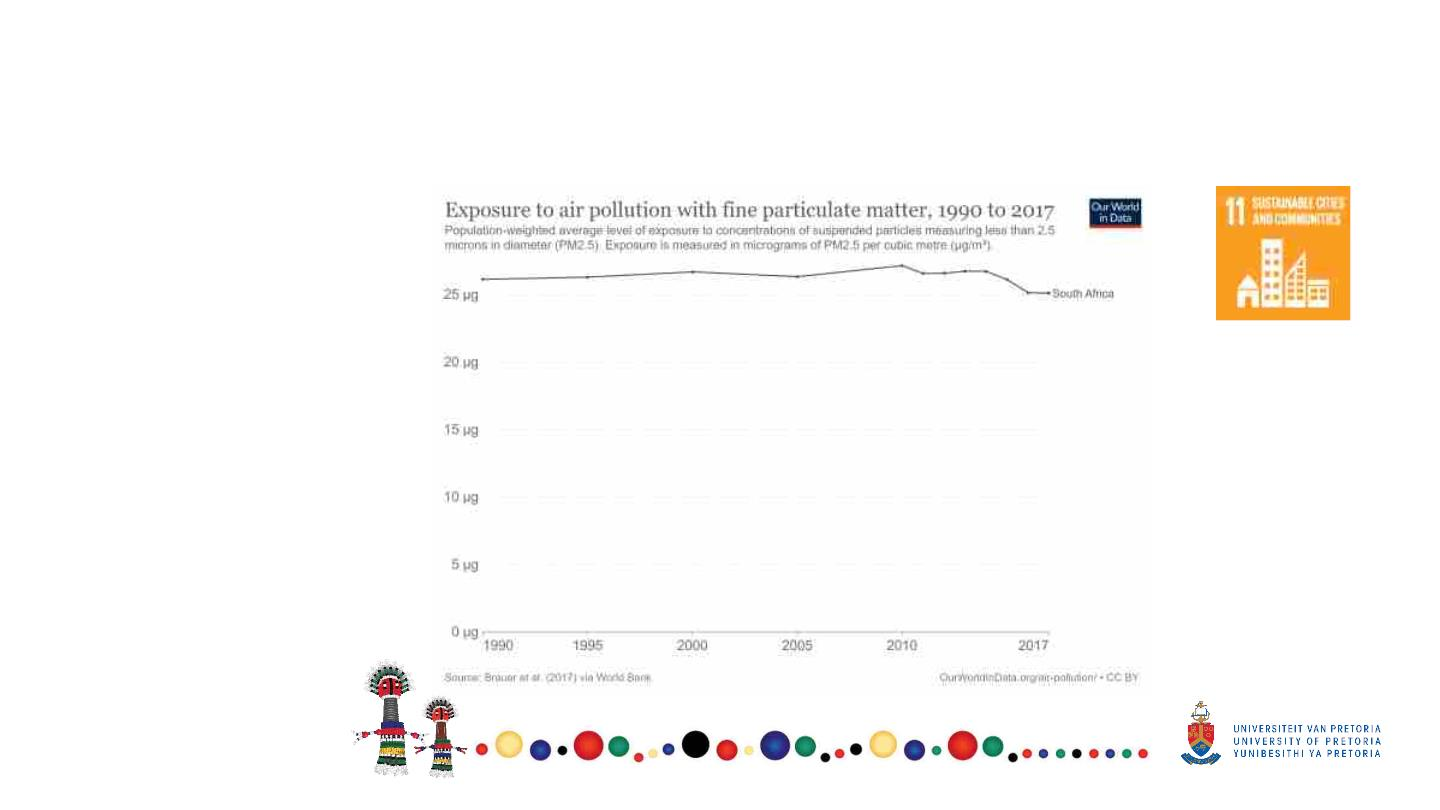 Exposure to air pollution with fine particulate matter, 1990 to 2017
Our World
in Data
Population-weighted average level of exposure to concentrations of suspended particles measuring less than 2.5
microns in diameter (PM2.5). Exposure is measured in micrograms of PM2.5 per cubic metre (µg/m³).
11 SUSTAINABLE CITIES
AND COMMUNITIES
25 µg
South Africa
20 µg
15 µg
10 µg
5 µg
0 µg
1990 1995 2000 2005 2010 2017
Source: Brauer et al. (2017) via World Bank
OurWorldInData.org/air-pollution/ • CC BY
UNIVERSITEIT VAN PRETORIA
UNIVERSITY OF PRETORIA
YUNIBESITHI YA PRETORIA